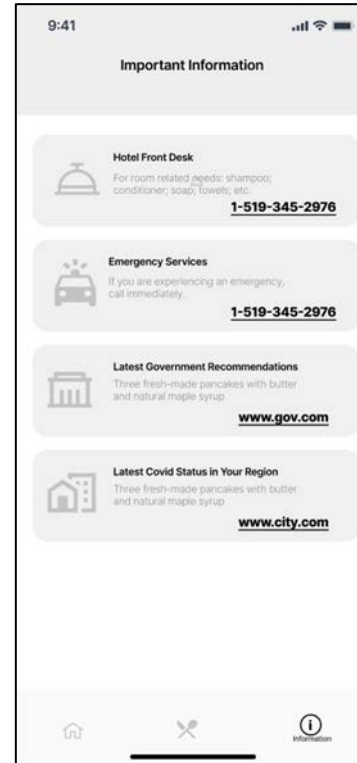 9:41
Important Information
Hotel Front Desk
For room related needs: shampoo;
conditioner; soap; towels; etc.
1-519-345-2976
Emergency Services
If you are experiencing an emergency,
call immediately.
1-519-345-2976
Latest Government Recommendations
Three fresh-made pancakes with butter
and natural maple syrup
www.gov.com
Latest Covid Status in Your Region
Three fresh-made pancakes with butter
and natural maple syrup
www.city.com
Information